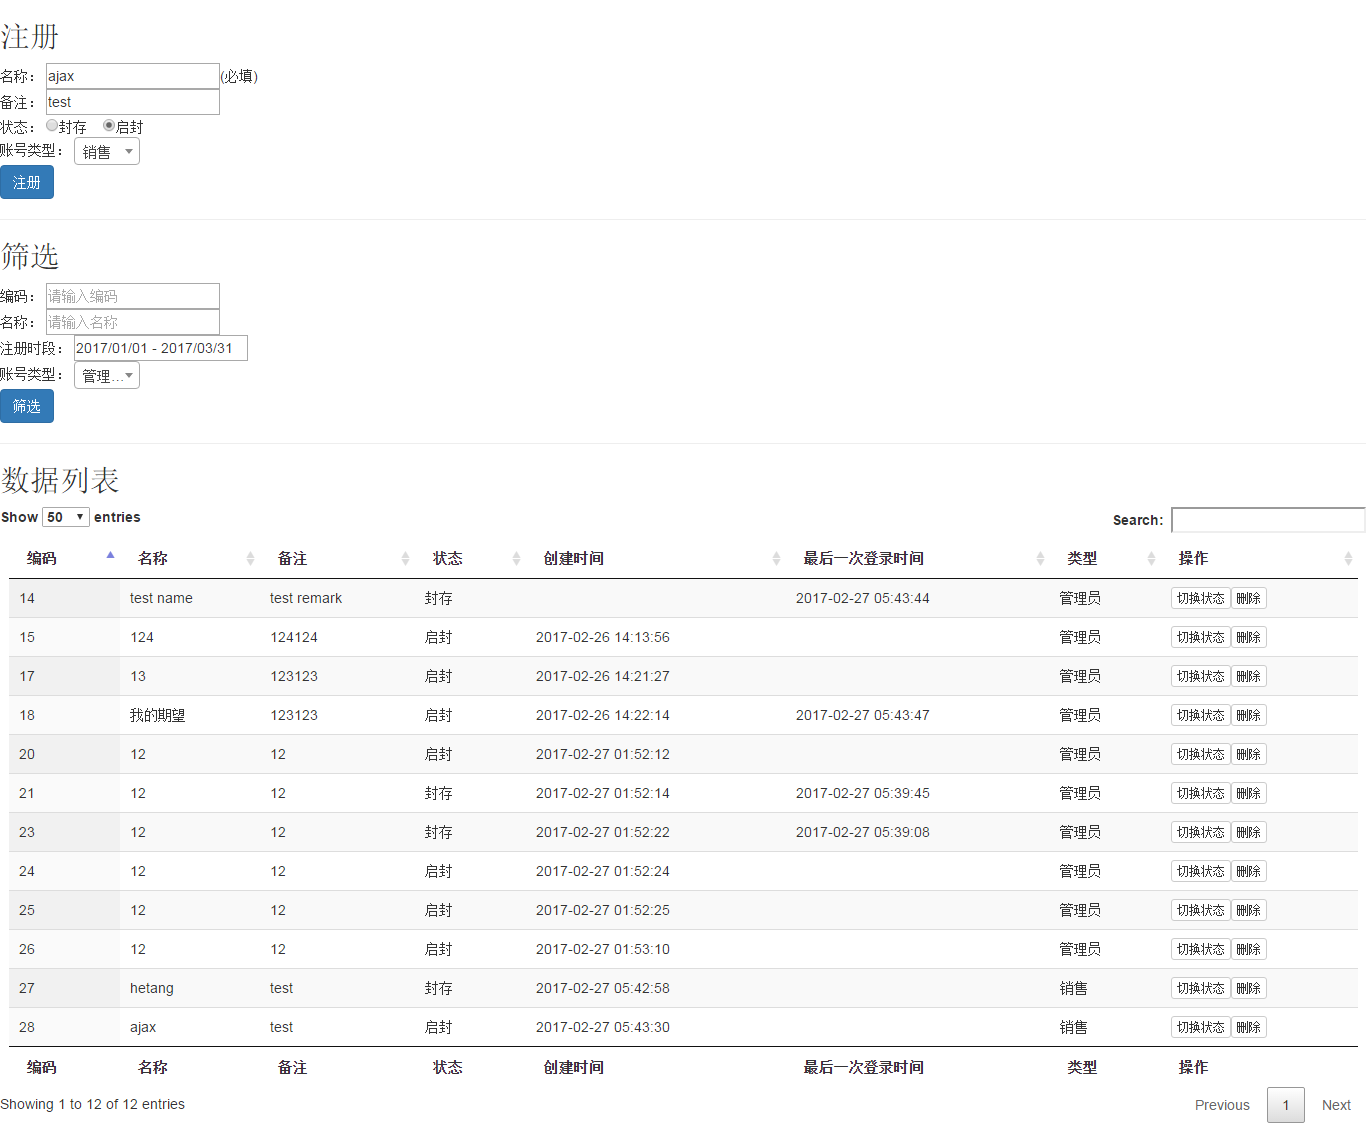 注册
名称： ajax (必填)
备注： test
状态： 封存 启封
账号类型： 销售
注册
筛选
编码： 请输入编码
名称： 请输入名称
注册时段： 2017/01/01 - 2017/03/31
账号类型： 管理...
筛选
数据列表
Show 50 entries Search:
编码 名称 备注 状态 创建时间 最后一次登录时间 类型 操作
14 test name test remark 封存 2017-02-27 05:43:44 管理员 切换状态 删除
15 124 124124 启封 2017-02-26 14:13:56 管理员 切换状态 删除
17 13 123123 启封 2017-02-26 14:21:27 管理员 切换状态 删除
18 我的期望 123123 启封 2017-02-26 14:22:14 2017-02-27 05:43:47 管理员 切换状态 删除
20 12 12 启封 2017-02-27 01:52:12 管理员 切换状态 删除
21 12 12 封存 2017-02-27 01:52:14 2017-02-27 05:39:45 管理员 切换状态 删除
23 12 12 封存 2017-02-27 01:52:22 2017-02-27 05:39:08 管理员 切换状态 删除
24 12 12 启封 2017-02-27 01:52:24 管理员 切换状态 删除
25 12 12 启封 2017-02-27 01:52:25 管理员 切换状态 删除
26 12 12 启封 2017-02-27 01:53:10 管理员 切换状态 删除
27 hetang test 封存 2017-02-27 05:42:58 销售 切换状态 删除
28 ajax test 启封 2017-02-27 05:43:30 销售 切换状态 删除
编码 名称 备注 状态 创建时间 最后一次登录时间 类型 操作
Showing 1 to 12 of 12 entries Previous 1 Next